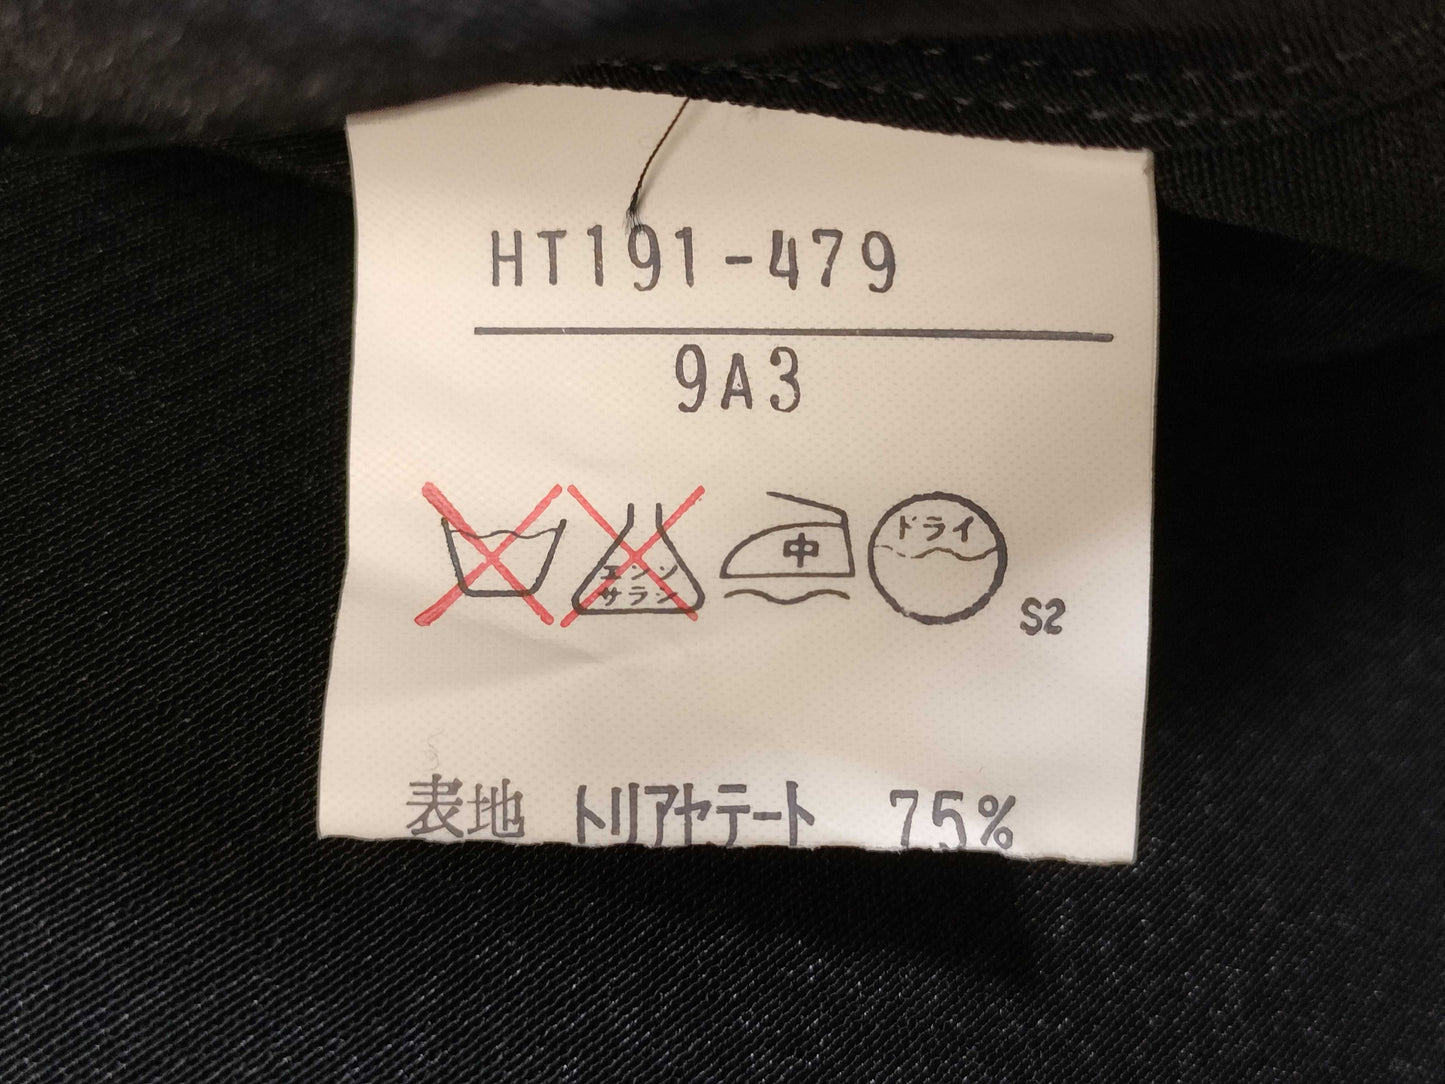 HT191-479
9A3
エンソ
サラシ
中
ドライ
S2
表地 トリアセテート 75%